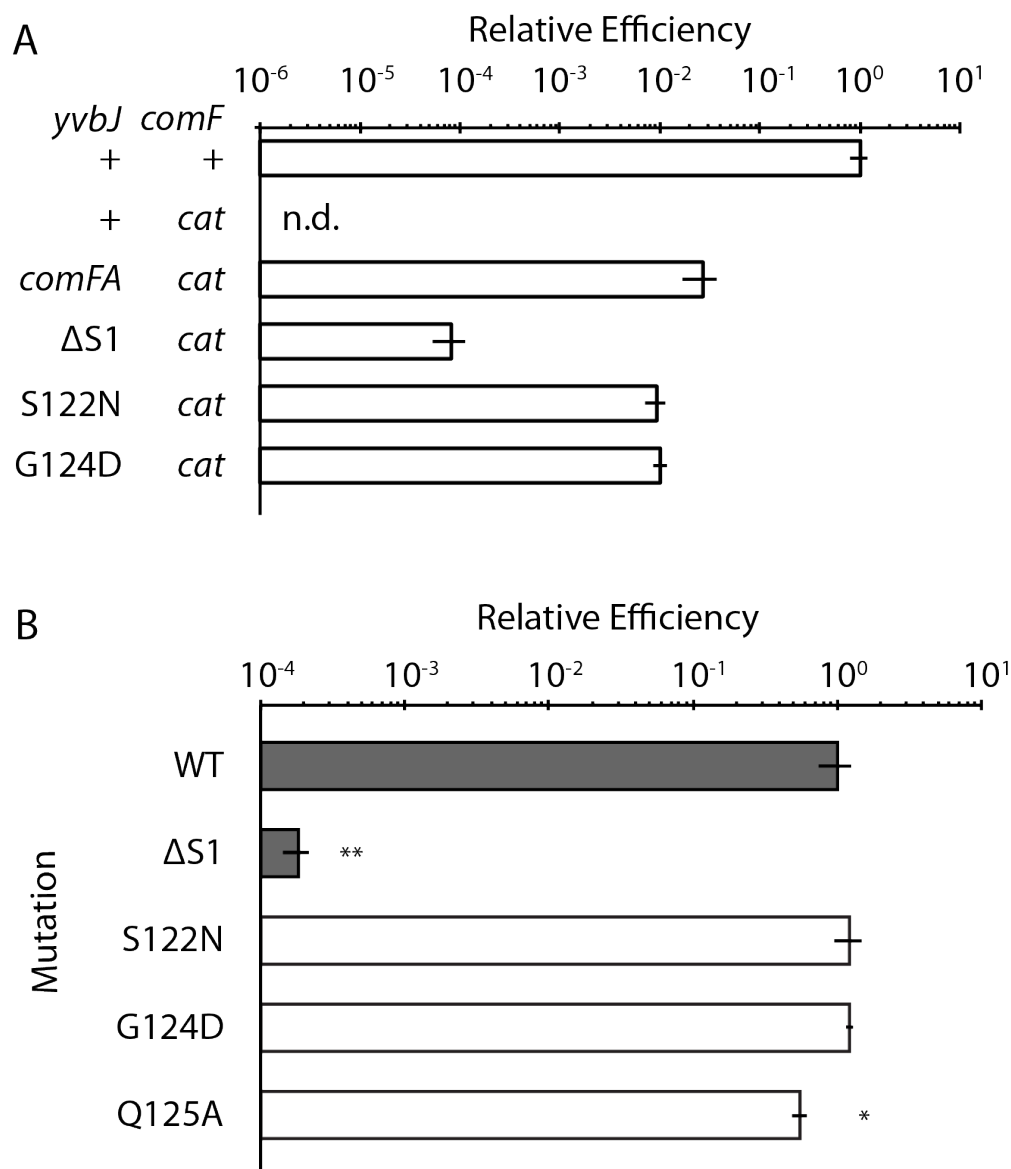 A
Relative Efficiency
10⁻⁶ 10⁻⁵ 10⁻⁴ 10⁻³ 10⁻² 10⁻¹ 10⁰ 10¹
yvbJ comF
+ +
+ cat n.d.
comFA cat
ΔS1 cat
S122N cat
G124D cat
B
Relative Efficiency
10⁻⁴ 10⁻³ 10⁻² 10⁻¹ 10⁰ 10¹
Mutation
WT
ΔS1 **
S122N
G124D
Q125A *